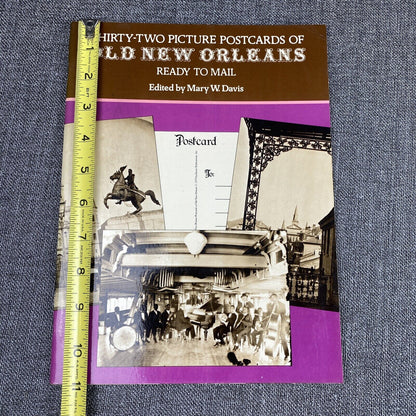 HIRTY-TWO PICTURE POSTCARDS OF
LD NEW ORLEANS
READY TO MAIL
Edited by Mary W. Davis
Postcard
To:
1
2
3
4
5
6
7
8
9
10
11